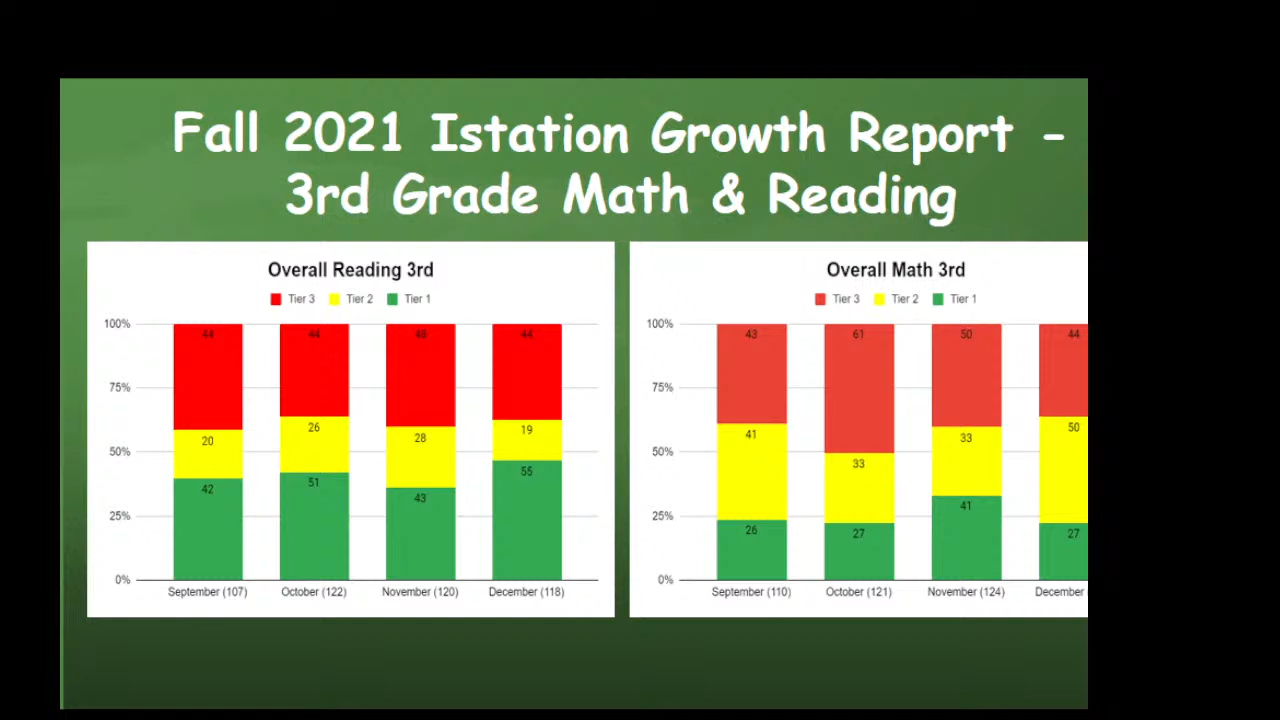 Fall 2021 Istation Growth Report -
3rd Grade Math & Reading
Overall Reading 3rd
Tier 3 Tier 2 Tier 1
100%
75%
50%
25%
0%
44 44 48 44
20 26 28 19
42 51 43 55
September (107) October (122) November (120) December (118)
Overall Math 3rd
Tier 3 Tier 2 Tier 1
100%
75%
50%
25%
0%
43 61 50 44
41 33 33 50
26 27 41 27
September (110) October (121) November (124) December